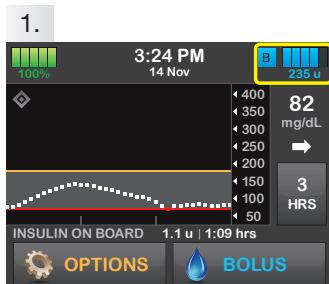 1.
100%
3:24 PM
14 Nov
B
235 u
400
350
300
250
200
150
100
50
82
mg/dL
3
HRS
INSULIN ON BOARD 1.1 u | 1:09 hrs
OPTIONS
BOLUS